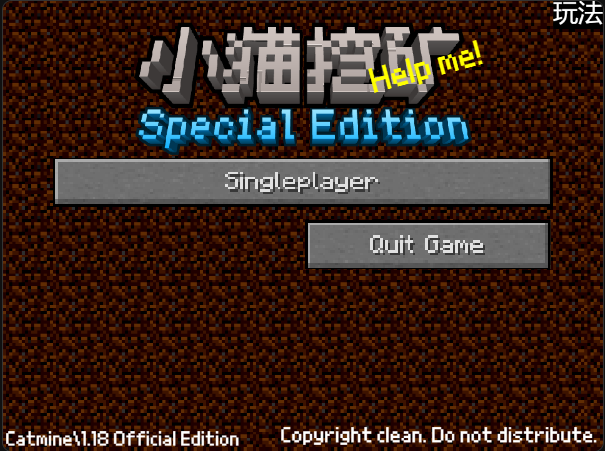 玩法
小猫挖矿
Help me!
Special Edition
Singleplayer
Quit Game
Catmine\1.18 Official Edition
Copyright clean. Do not distribute.